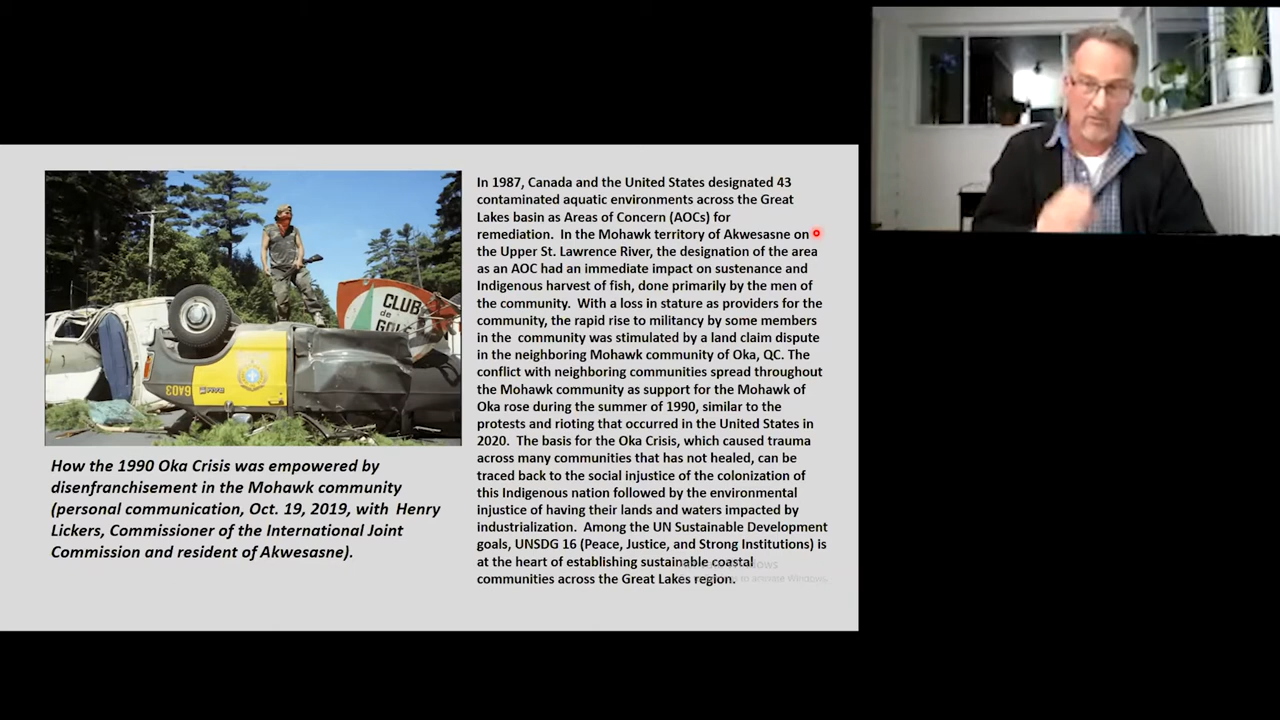 CLUB
de
GOL
6A03
How the 1990 Oka Crisis was empowered by
disenfranchisement in the Mohawk community
(personal communication, Oct. 19, 2019, with Henry
Lickers, Commissioner of the International Joint
Commission and resident of Akwesasne).
In 1987, Canada and the United States designated 43
contaminated aquatic environments across the Great
Lakes basin as Areas of Concern (AOCs) for
remediation. In the Mohawk territory of Akwesasne on
the Upper St. Lawrence River, the designation of the area
as an AOC had an immediate impact on sustenance and
Indigenous harvest of fish, done primarily by the men of
the community. With a loss in stature as providers for the
community, the rapid rise to militancy by some members
in the community was stimulated by a land claim dispute
in the neighboring Mohawk community of Oka, QC. The
conflict with neighboring communities spread throughout
the Mohawk community as support for the Mohawk of
Oka rose during the summer of 1990, similar to the
protests and rioting that occurred in the United States in
2020. The basis for the Oka Crisis, which caused trauma
across many communities that has not healed, can be
traced back to the social injustice of the colonization of
this Indigenous nation followed by the environmental
injustice of having their lands and waters impacted by
industrialization. Among the UN Sustainable Development
goals, UNSDG 16 (Peace, Justice, and Strong Institutions) is
at the heart of establishing sustainable coastal
communities across the Great Lakes region.
to activate Windows.